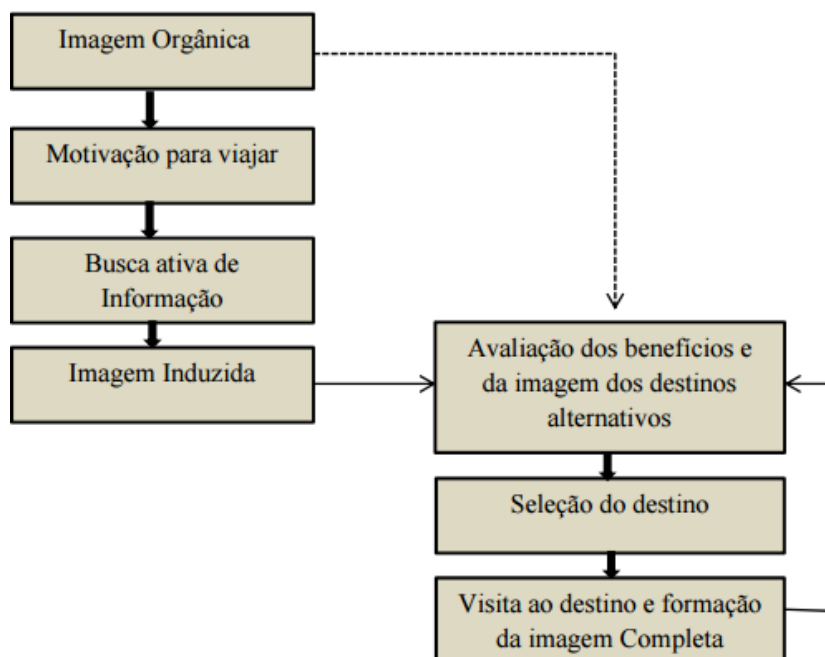 Imagem Orgânica
Motivação para viajar
Busca ativa de
Informação
Imagem Induzida
Avaliação dos benefícios e
da imagem dos destinos
alternativos
Seleção do destino
Visita ao destino e formação
da imagem Completa